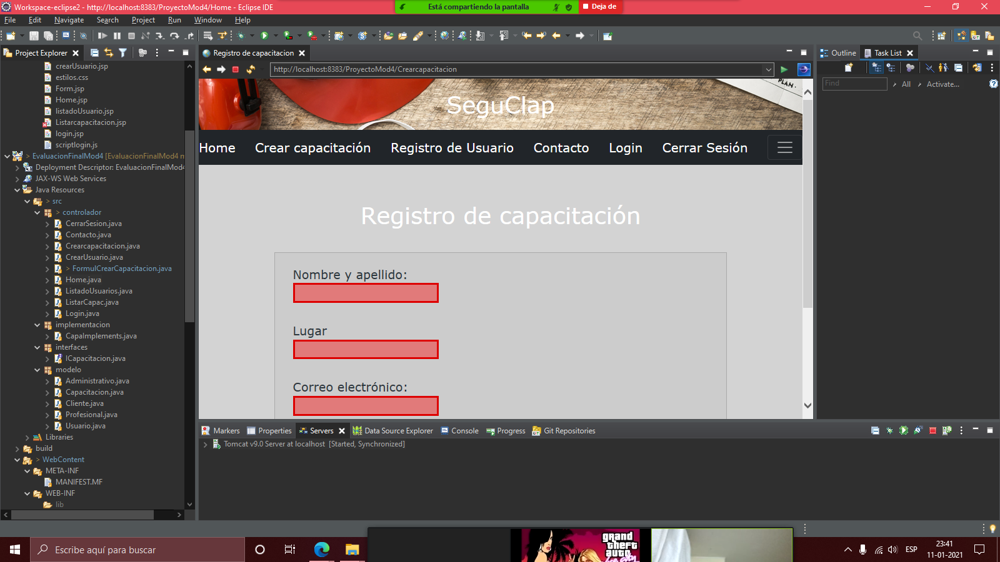 Workspace-eclipse2 - http://localhost:8383/ProyectoMod4/Home - Eclipse IDE
Está compartiendo la pantalla
Deja de
File Edit Navigate Search Project Run Window Help
Project Explorer
crearUsuario.jsp
estilos.css
Form.jsp
Home.jsp
listadoUsuario.jsp
Listarcapacitacion.jsp
login.jsp
scriptlogin.js
> EvaluacionFinalMod4 [EvaluacionFinalMod4 m
Deployment Descriptor: EvaluacionFinalMod4
JAX-WS Web Services
Java Resources
> src
> controlador
CerrarSesion.java
Contacto.java
Crearcapacitacion.java
CrearUsuario.java
> FormulCrearCapacitacion.java
Home.java
ListadoUsuarios.java
ListarCapac.java
Login.java
implementacion
CapaImplements.java
interfaces
ICapacitacion.java
modelo
Administrativo.java
Capacitacion.java
Cliente.java
Profesional.java
Usuario.java
Libraries
build
> WebContent
META-INF
MANIFEST.MF
WEB-INF
lib
Registro de capacitacion
http://localhost:8383/ProyectoMod4/Crearcapacitacion
PLAN
SeguClap
Home Crear capacitación Registro de Usuario Contacto Login Cerrar Sesión
Registro de capacitación
Nombre y apellido:
Lugar
Correo electrónico:
Outline Task List
Find All Activate...
Markers Properties Servers Data Source Explorer Console Progress Git Repositories
Tomcat v9.0 Server at localhost [Started, Synchronized]
Escribe aquí para buscar
grand
theft
auto
ESP
23:41
11-01-2021